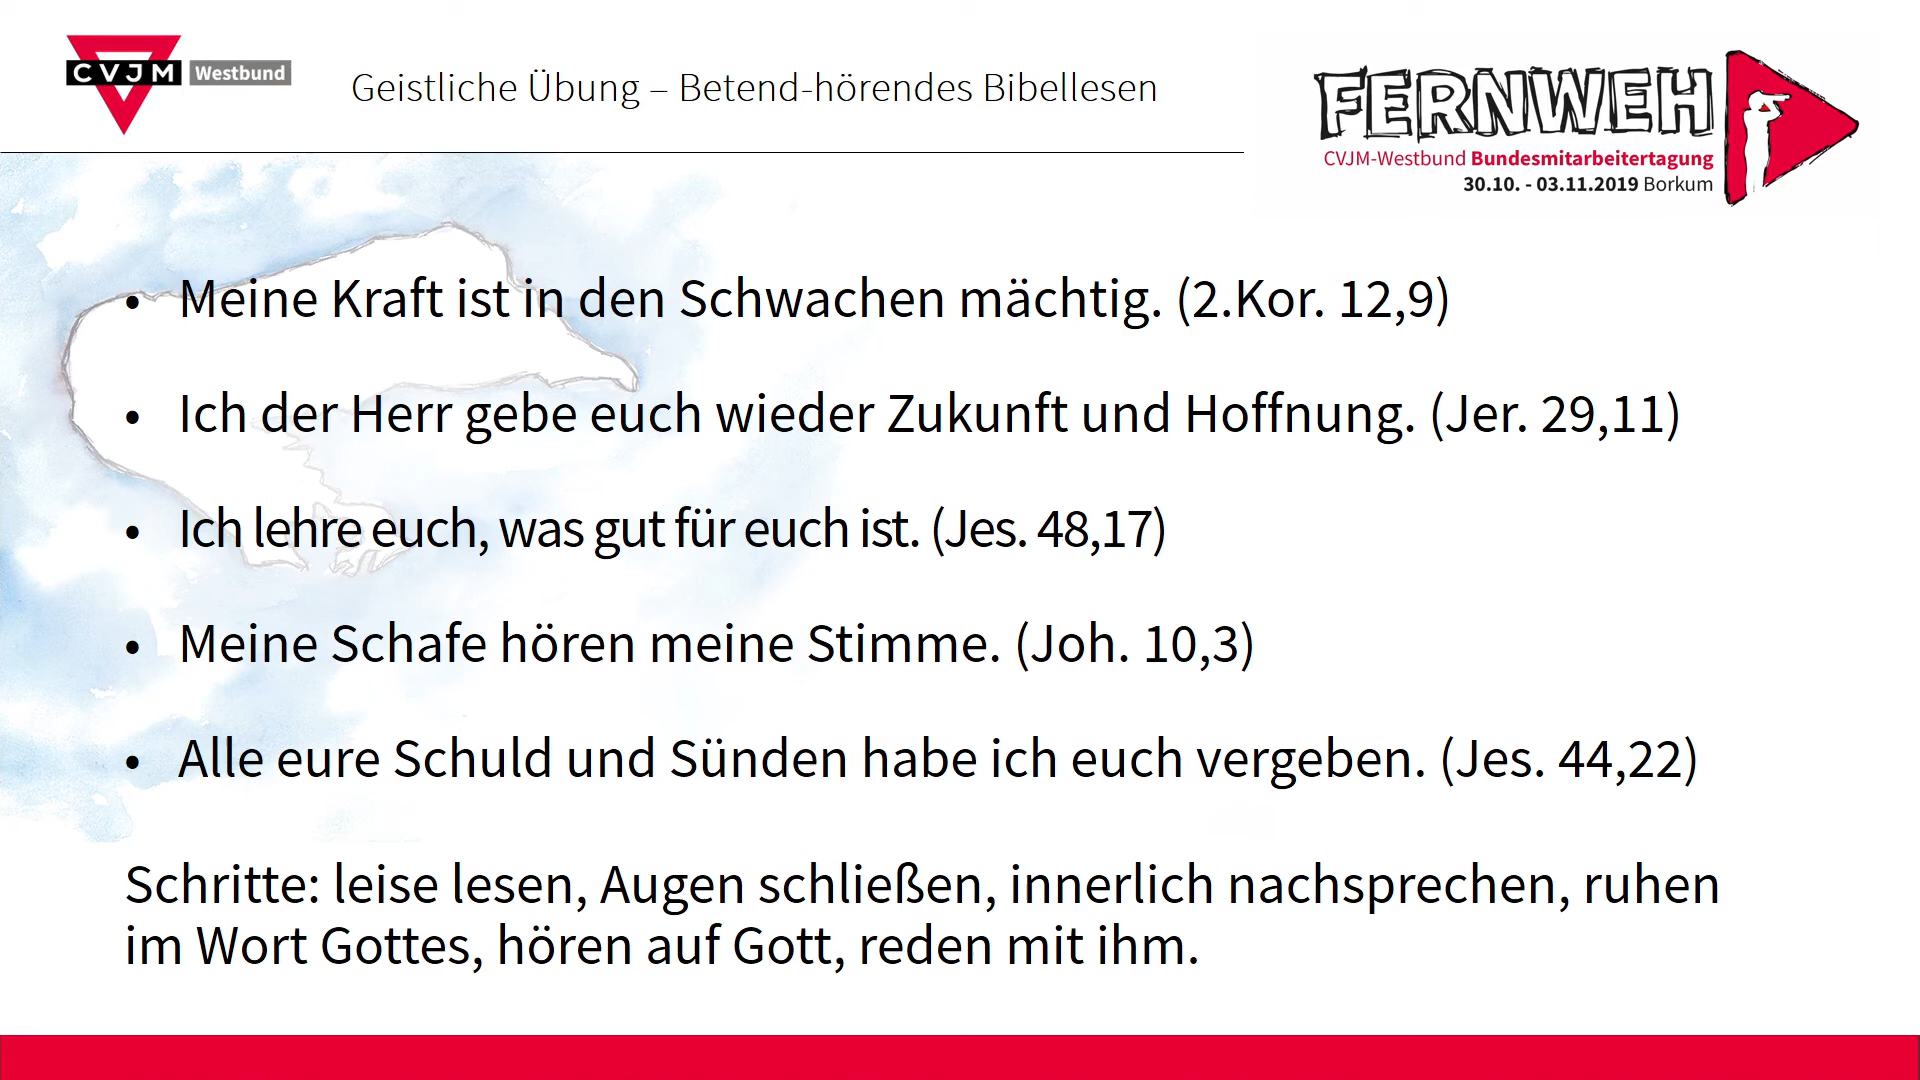 CVJM Westbund
Geistliche Übung – Betend-hörendes Bibellesen
FERNWEH
CVJM-Westbund Bundesmitarbeitertagung
30.10. - 03.11.2019 Borkum
• Meine Kraft ist in den Schwachen mächtig. (2.Kor. 12,9)
• Ich der Herr gebe euch wieder Zukunft und Hoffnung. (Jer. 29,11)
• Ich lehre euch, was gut für euch ist. (Jes. 48,17)
• Meine Schafe hören meine Stimme. (Joh. 10,3)
• Alle eure Schuld und Sünden habe ich euch vergeben. (Jes. 44,22)
Schritte: leise lesen, Augen schließen, innerlich nachsprechen, ruhen
im Wort Gottes, hören auf Gott, reden mit ihm.